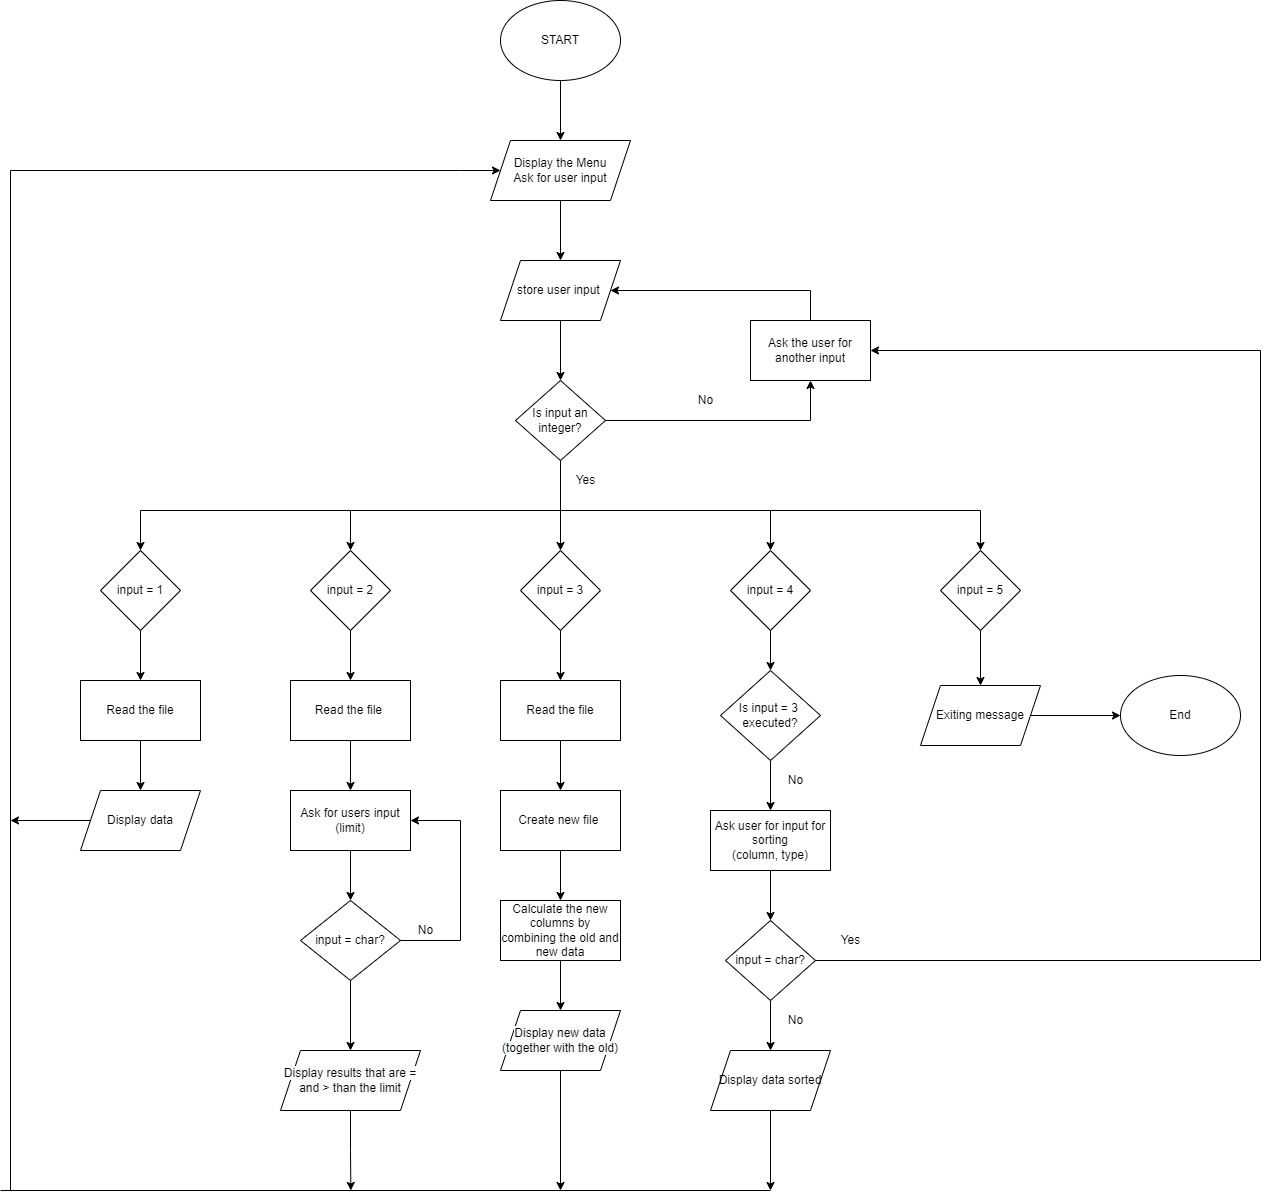 START
Display the Menu
Ask for user input
store user input
Ask the user for
another input
No
Is input an
integer?
Yes
input = 1
input = 2
input = 3
input = 4
input = 5
Read the file
Read the file
Read the file
Is input = 3
executed?
Exiting message
End
No
Display data
Ask for users input
(limit)
Create new file
Ask user for input for
sorting
(column, type)
input = char?
No
Calculate the new
columns by
combining the old and
new data
input = char?
Yes
No
Display new data
(together with the old)
Display results that are =
and > than the limit
Display data sorted